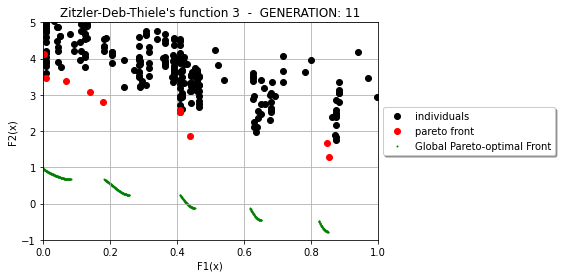 Zitzler-Deb-Thiele's function 3 - GENERATION: 11
5
4
3
2
1
0
−1
F2(x)
0.0 0.2 0.4 0.6 0.8 1.0
F1(x)
individuals
pareto front
Global Pareto-optimal Front